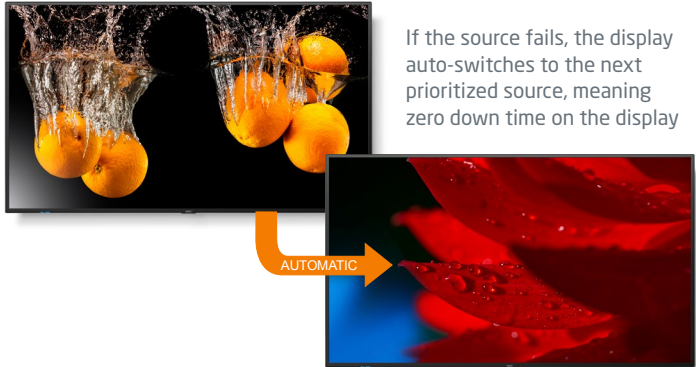 If the source fails, the display
auto-switches to the next
prioritized source, meaning
zero down time on the display
AUTOMATIC